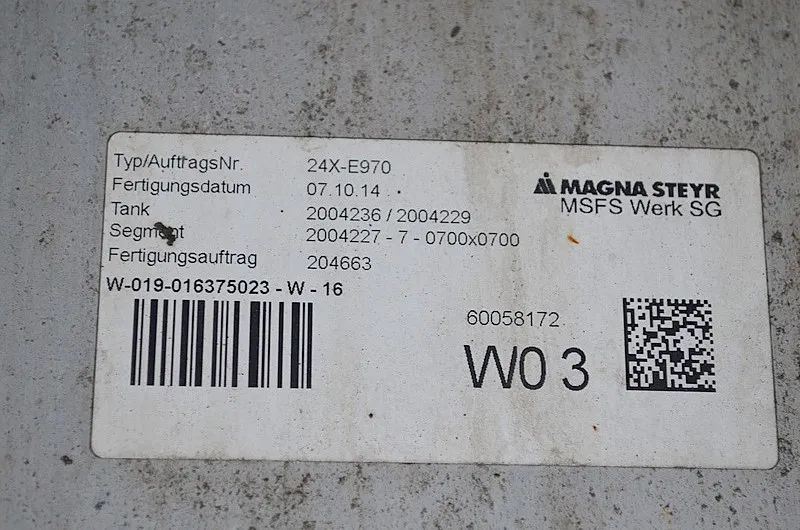 Typ/AuftragsNr. 24X-E970
Fertigungsdatum 07.10.14
Tank 2004236 / 2004229
Segment 2004227 - 7 - 0700x0700
Fertigungsauftrag 204663
MAGNA STEYR
MSFS Werk SG
W-019-016375023 - W - 16
60058172
W0 3